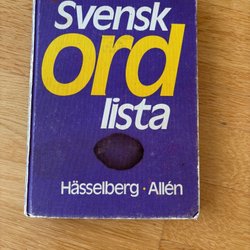 Svensk
ord
lista
Hässelberg · Allén